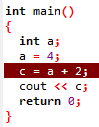 int main()
{
int a;
a = 4;
c = a + 2;
cout << c;
return 0;
}